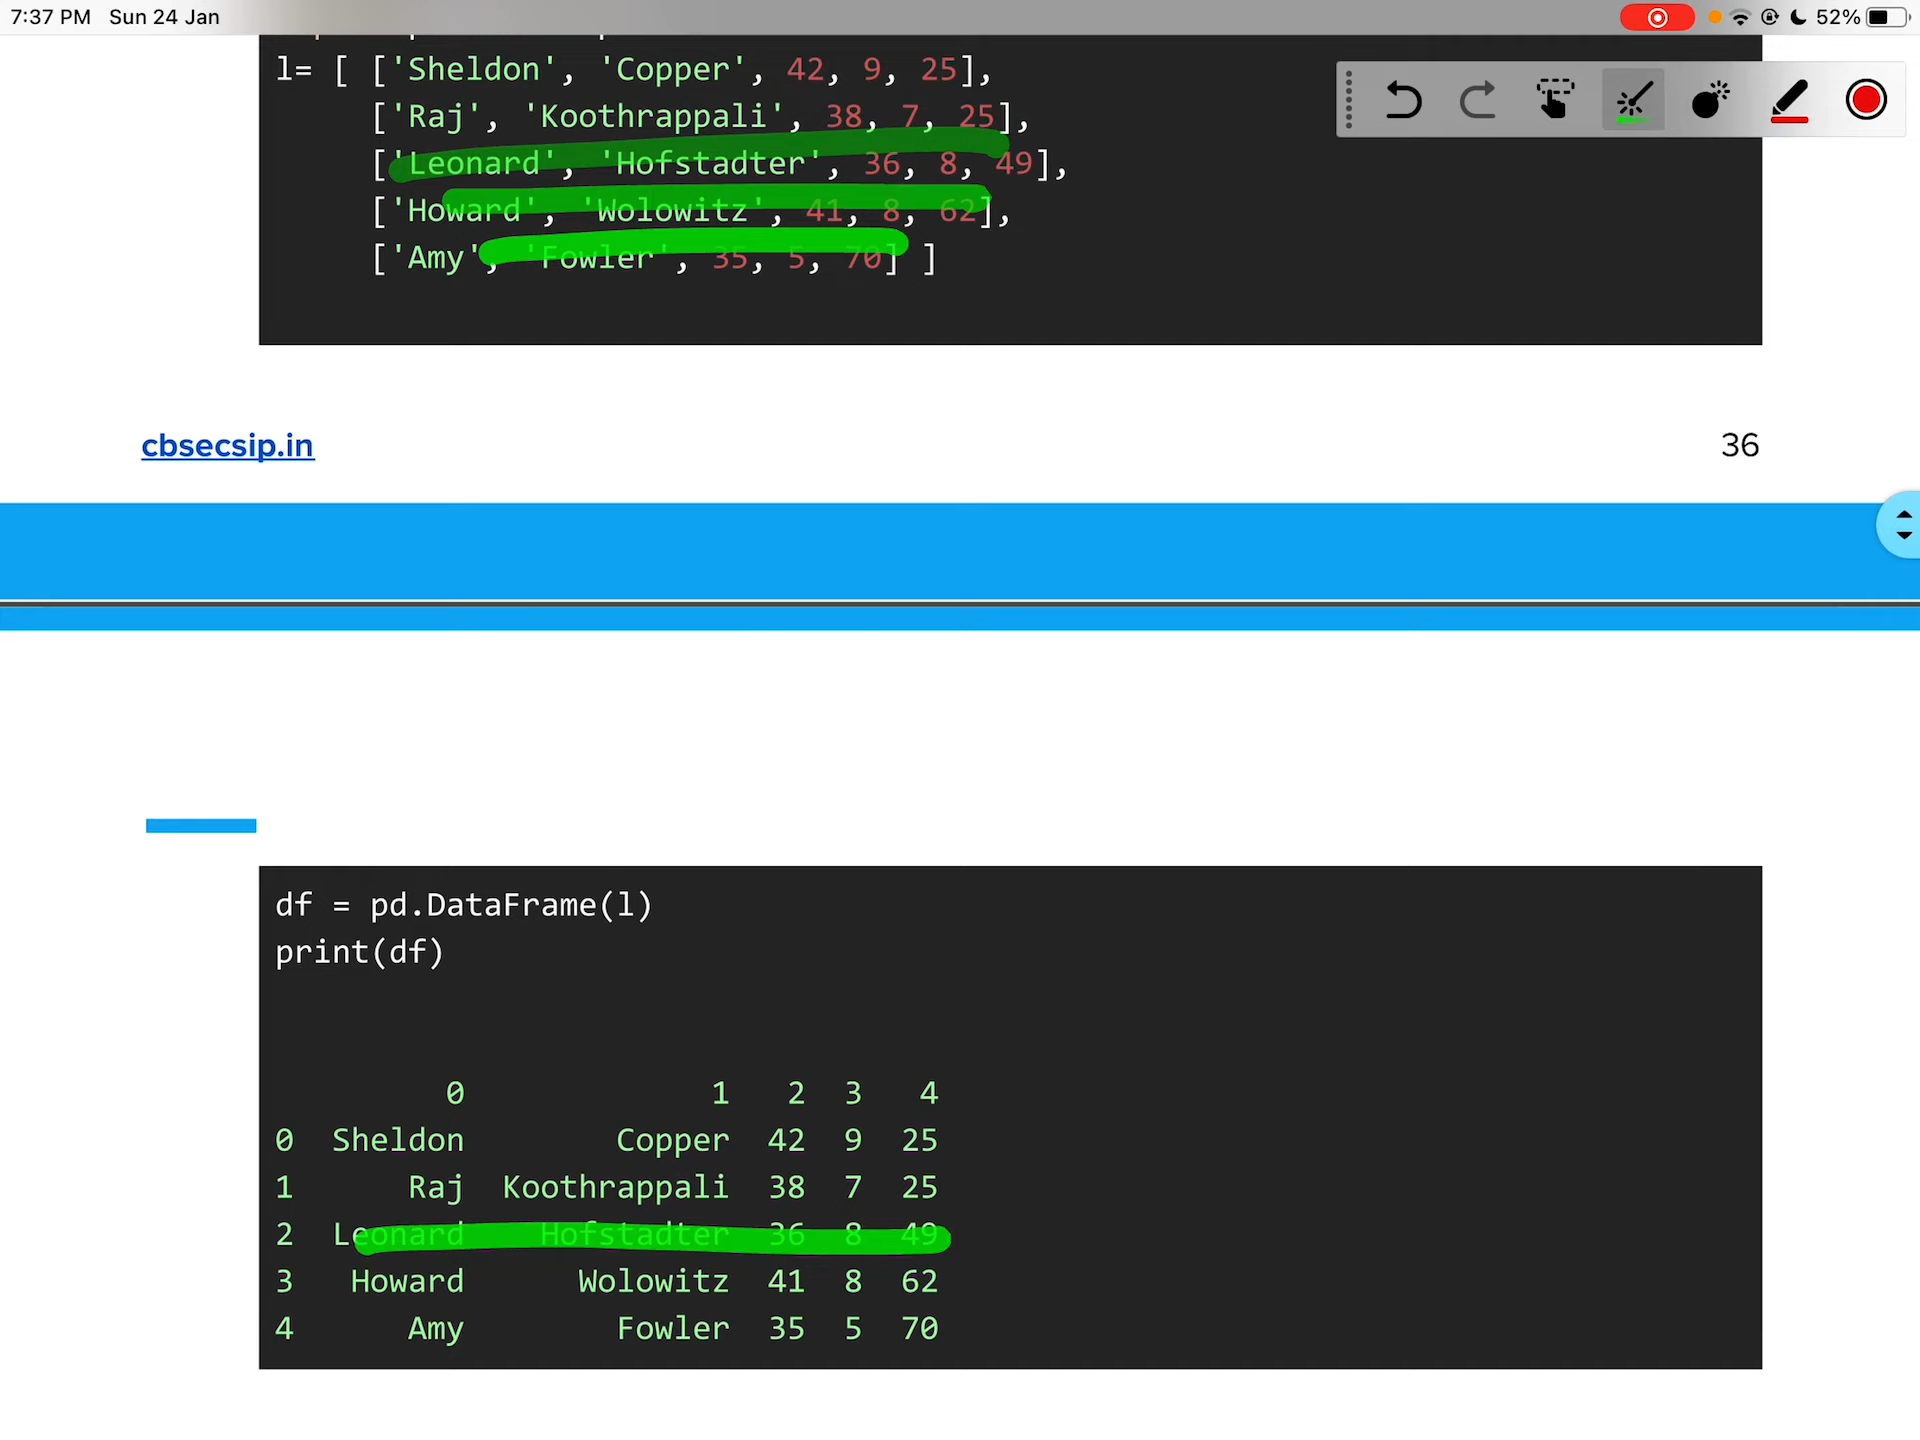 7:37 PM Sun 24 Jan
52%
l= [ ['Sheldon', 'Copper', 42, 9, 25],
['Raj', 'Koothrappali', 38, 7, 25],
['Leonard', 'Hofstadter', 36, 8, 49],
['Howard', 'Wolowitz', 41, 8, 62],
['Amy', 'Fowler', 35, 5, 70] ]
cbsecsip.in
36
df = pd.DataFrame(l)
print(df)
0 1 2 3 4
0 Sheldon Copper 42 9 25
1 Raj Koothrappali 38 7 25
2 Leonard Hofstadter 36 8 49
3 Howard Wolowitz 41 8 62
4 Amy Fowler 35 5 70